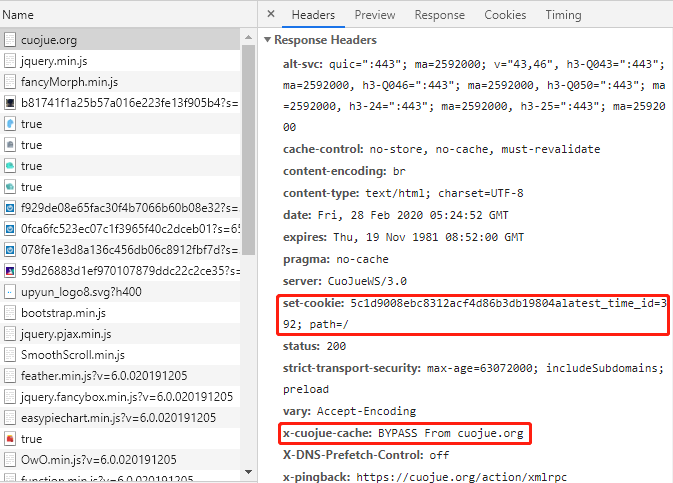 Name
× Headers Preview Response Cookies Timing
cuojue.org
jquery.min.js
fancyMorph.min.js
b81741f1a25b57a016e223fe13f905b4?s=
true
true
true
true
f929de08e65fac30f4b7066b60b08e32?s=
0fca6fc523ec07c1f3965f40c2dceb01?s=65
078fe1e3d8a136c456db06c8912fbf7d?s=
59d26883d1ef970107879ddc22c2ce35?s=
upyun_logo8.svg?h400
bootstrap.min.js
jquery.pjax.min.js
SmoothScroll.min.js
feather.min.js?v=6.0.020191205
jquery.fancybox.min.js?v=6.0.020191205
easypiechart.min.js?v=6.0.020191205
true
OwO.min.js?v=6.0.020191205
function.min.js?v=6.0.020191205
▼ Response Headers
alt-svc: quic=":443"; ma=2592000; v="43,46", h3-Q043=":443";
ma=2592000, h3-Q046=":443"; ma=2592000, h3-Q050=":443"; ma
=2592000, h3-24=":443"; ma=2592000, h3-25=":443"; ma=25920
00
cache-control: no-store, no-cache, must-revalidate
content-encoding: br
content-type: text/html; charset=UTF-8
date: Fri, 28 Feb 2020 05:24:52 GMT
expires: Thu, 19 Nov 1981 08:52:00 GMT
pragma: no-cache
server: CuoJueWS/3.0
set-cookie: 5c1d9008ebc8312acf4d86b3db19804alatest_time_id=3
92; path=/
status: 200
strict-transport-security: max-age=63072000; includeSubdomains;
preload
vary: Accept-Encoding
x-cuojue-cache: BYPASS From cuojue.org
X-DNS-Prefetch-Control: off
x-pingback: https://cuojue.org/action/xmlrpc